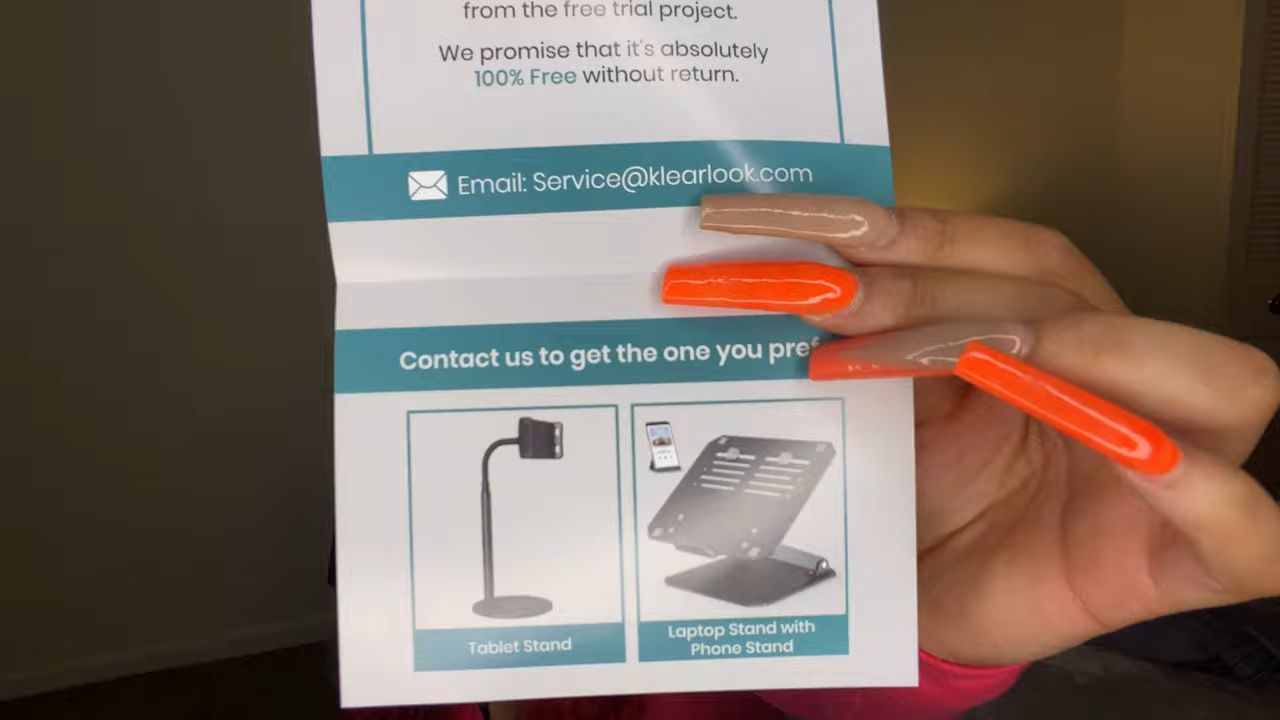 from the free trial project.
We promise that it's absolutely
100% Free without return.
Email: Service@klearlook.com
Contact us to get the one you
Tablet Stand
Laptop Stand with
Phone Stand